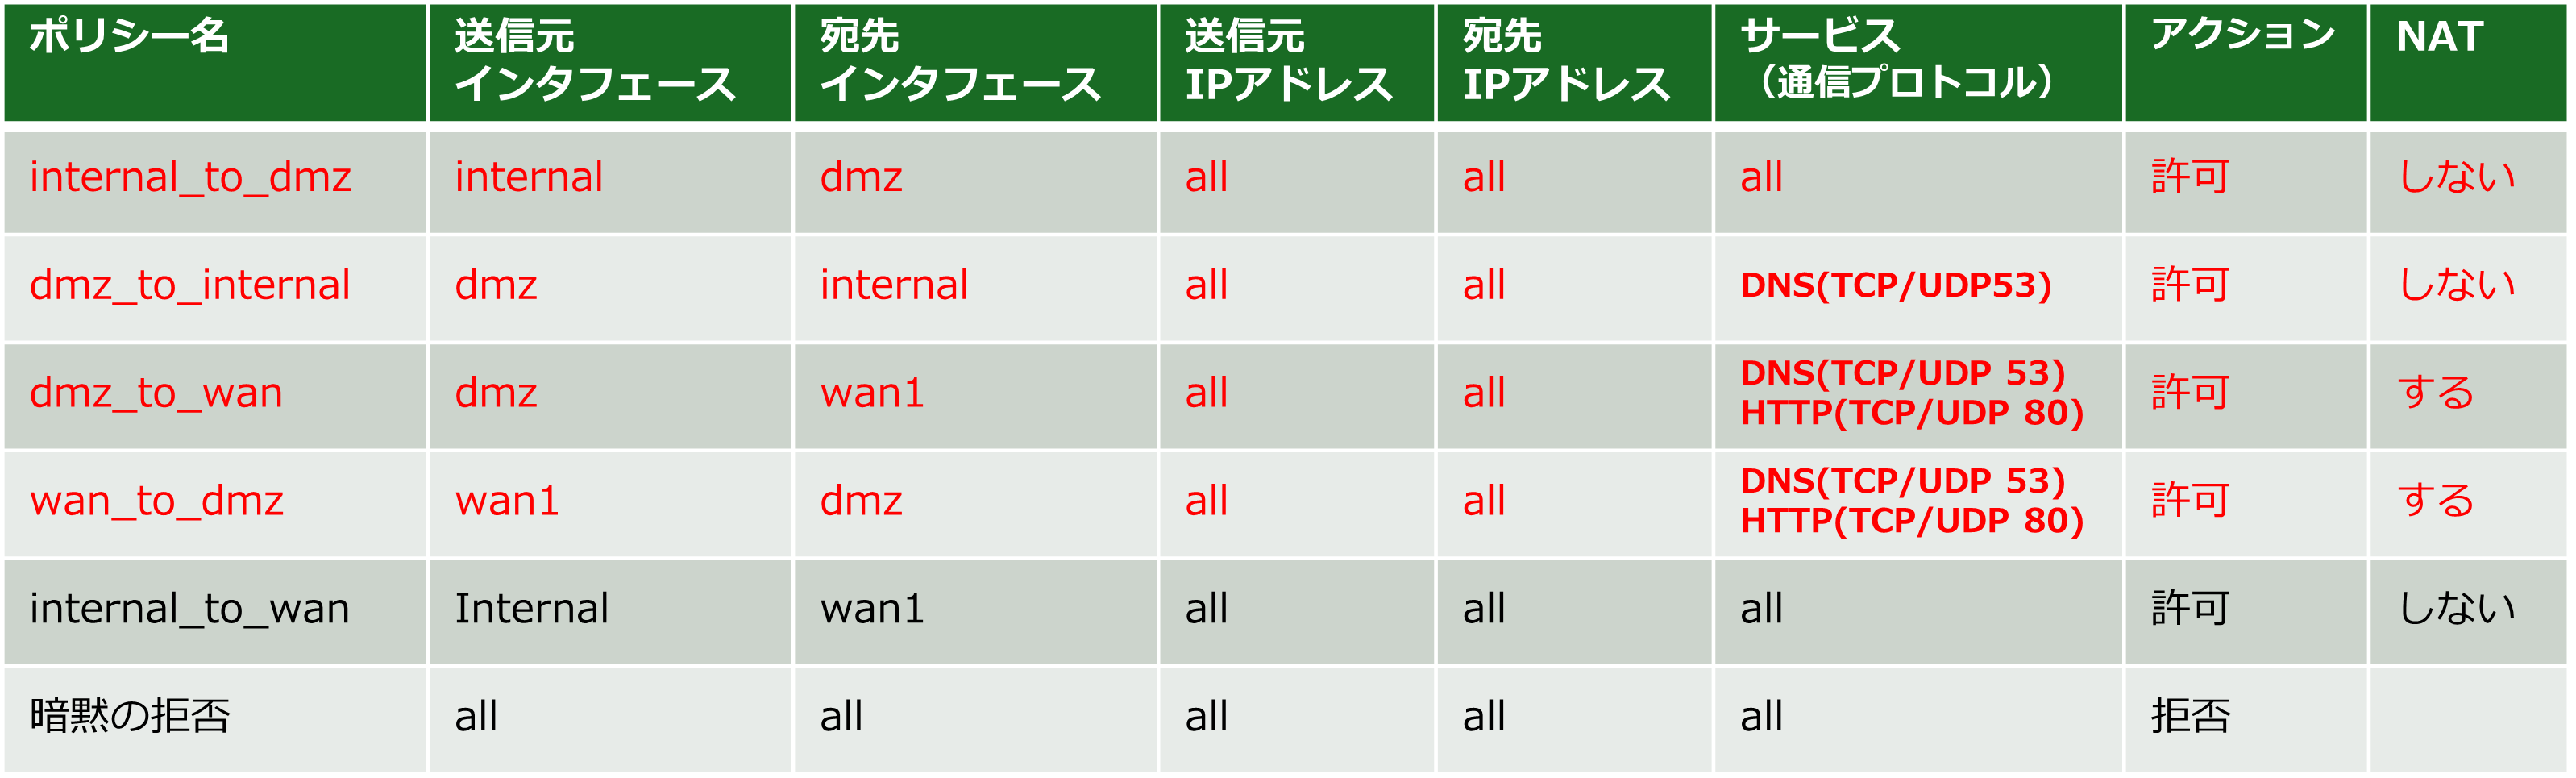 ポリシー名
送信元
インタフェース
宛先
インタフェース
送信元
IPアドレス
宛先
IPアドレス
サービス
（通信プロトコル）
アクション
NAT
internal_to_dmz
internal
dmz
all
all
all
許可
しない
dmz_to_internal
dmz
internal
all
all
DNS(TCP/UDP53)
許可
しない
dmz_to_wan
dmz
wan1
all
all
DNS(TCP/UDP 53)
HTTP(TCP/UDP 80)
許可
する
wan_to_dmz
wan1
dmz
all
all
DNS(TCP/UDP 53)
HTTP(TCP/UDP 80)
許可
する
internal_to_wan
Internal
wan1
all
all
all
許可
しない
暗黙の拒否
all
all
all
all
all
拒否